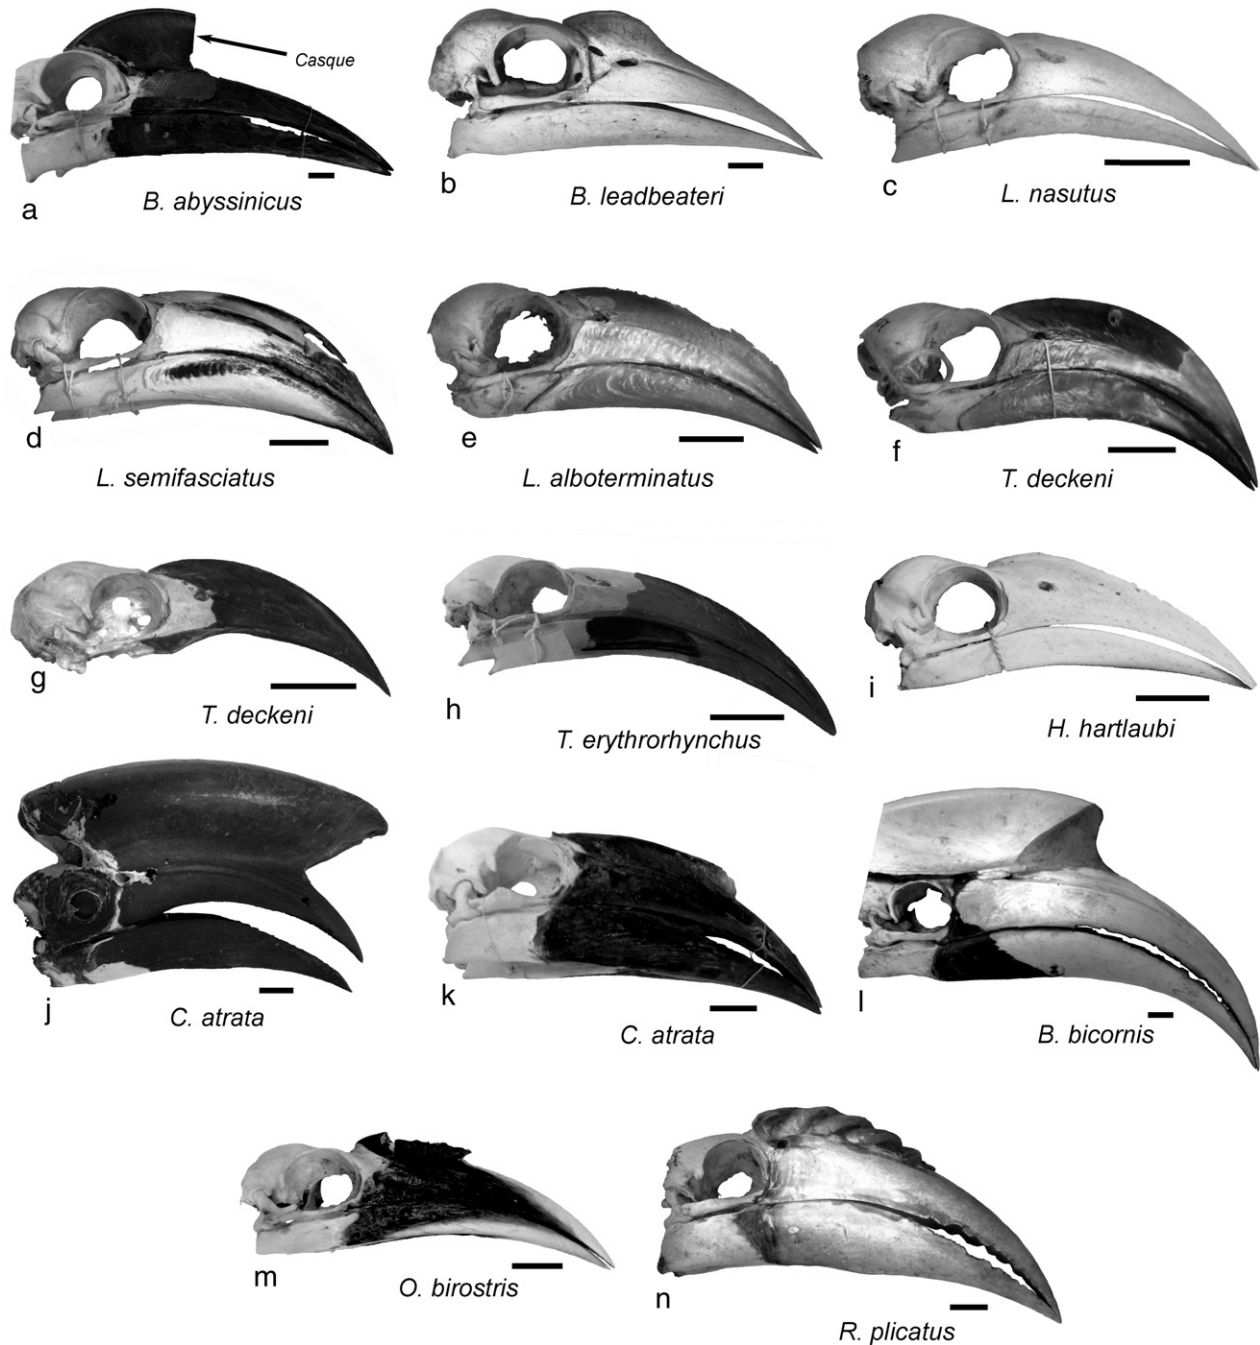 Casque
a
B. abyssinicus
b
B. leadbeateri
c
L. nasutus
d
L. semifasciatus
e
L. alboterminatus
f
T. deckeni
g
T. deckeni
h
T. erythrorhynchus
i
H. hartlaubi
j
C. atrata
k
C. atrata
l
B. bicornis
m
O. birostris
n
R. plicatus